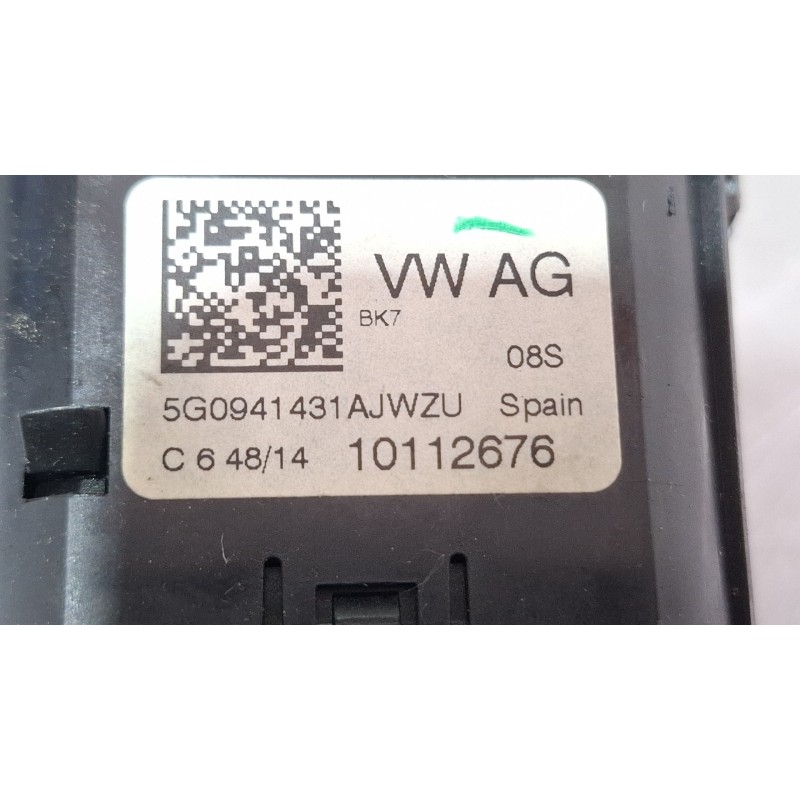 VW AG
BK7
08S
5G0941431AJWZU Spain
C 6 48/14 10112676